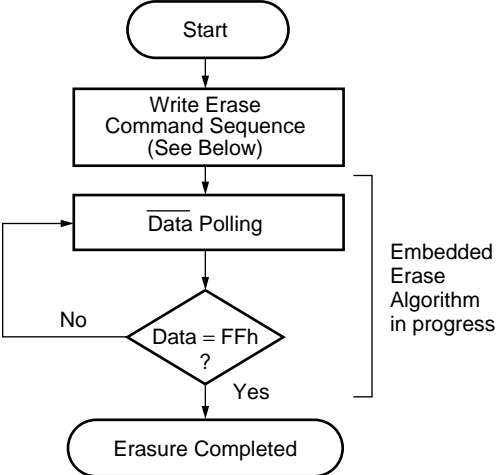 Start
Write Erase
Command Sequence
(See Below)
Data Polling
Data = FFh
?
No
Yes
Erasure Completed
Embedded
Erase
Algorithm
in progress